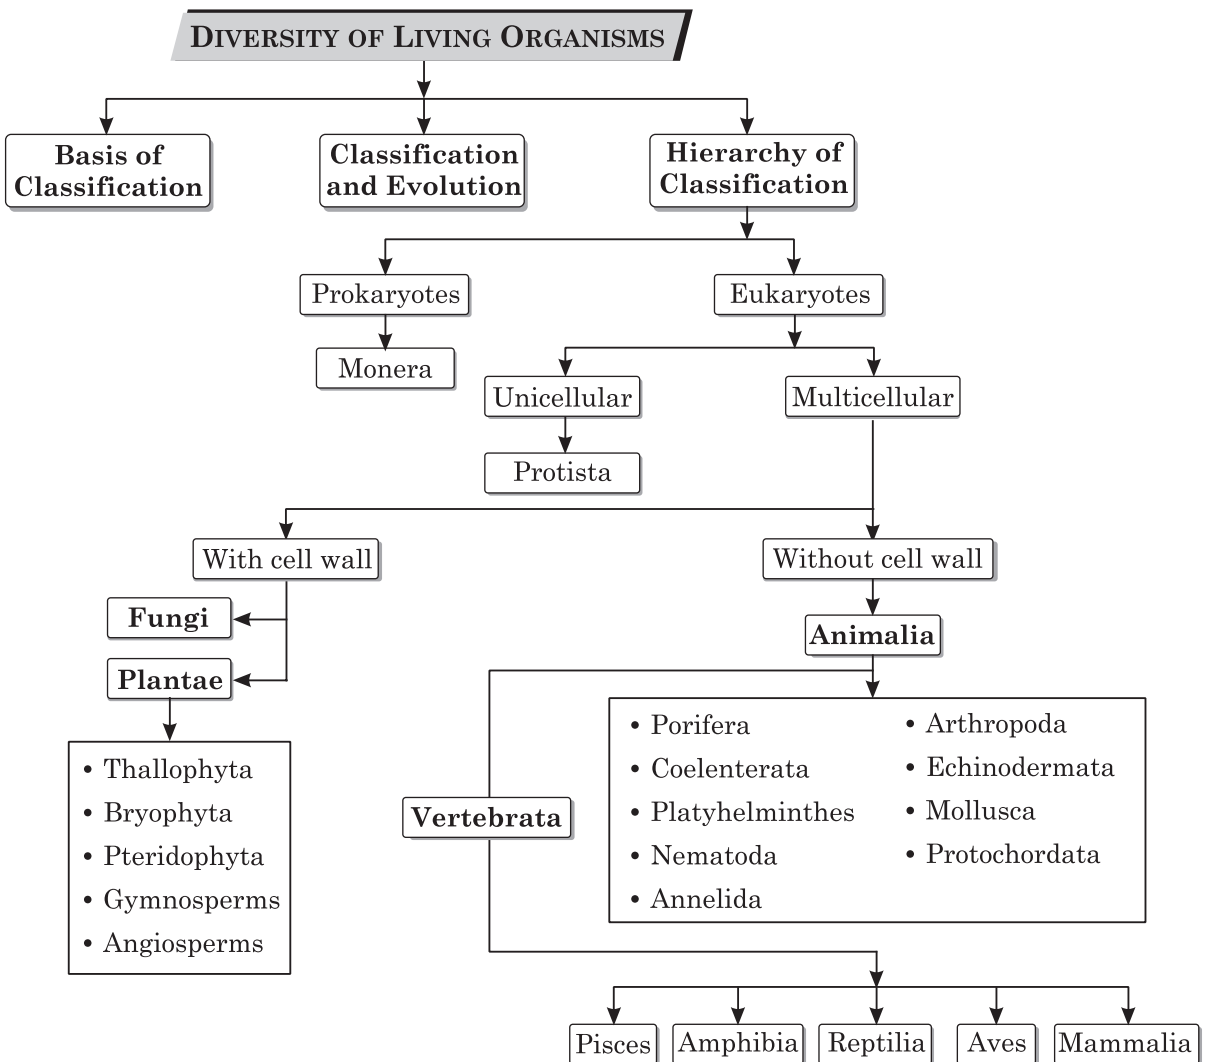 DIVERSITY OF LIVING ORGANISMS
Basis of
Classification
Classification
and Evolution
Hierarchy of
Classification
Prokaryotes
Eukaryotes
Monera
Unicellular
Multicellular
Protista
With cell wall
Without cell wall
Fungi
Animalia
Plantae
• Thallophyta
• Bryophyta
• Pteridophyta
• Gymnosperms
• Angiosperms
Vertebrata
• Porifera
• Coelenterata
• Platyhelminthes
• Nematoda
• Annelida
• Arthropoda
• Echinodermata
• Mollusca
• Protochordata
Pisces
Amphibia
Reptilia
Aves
Mammalia